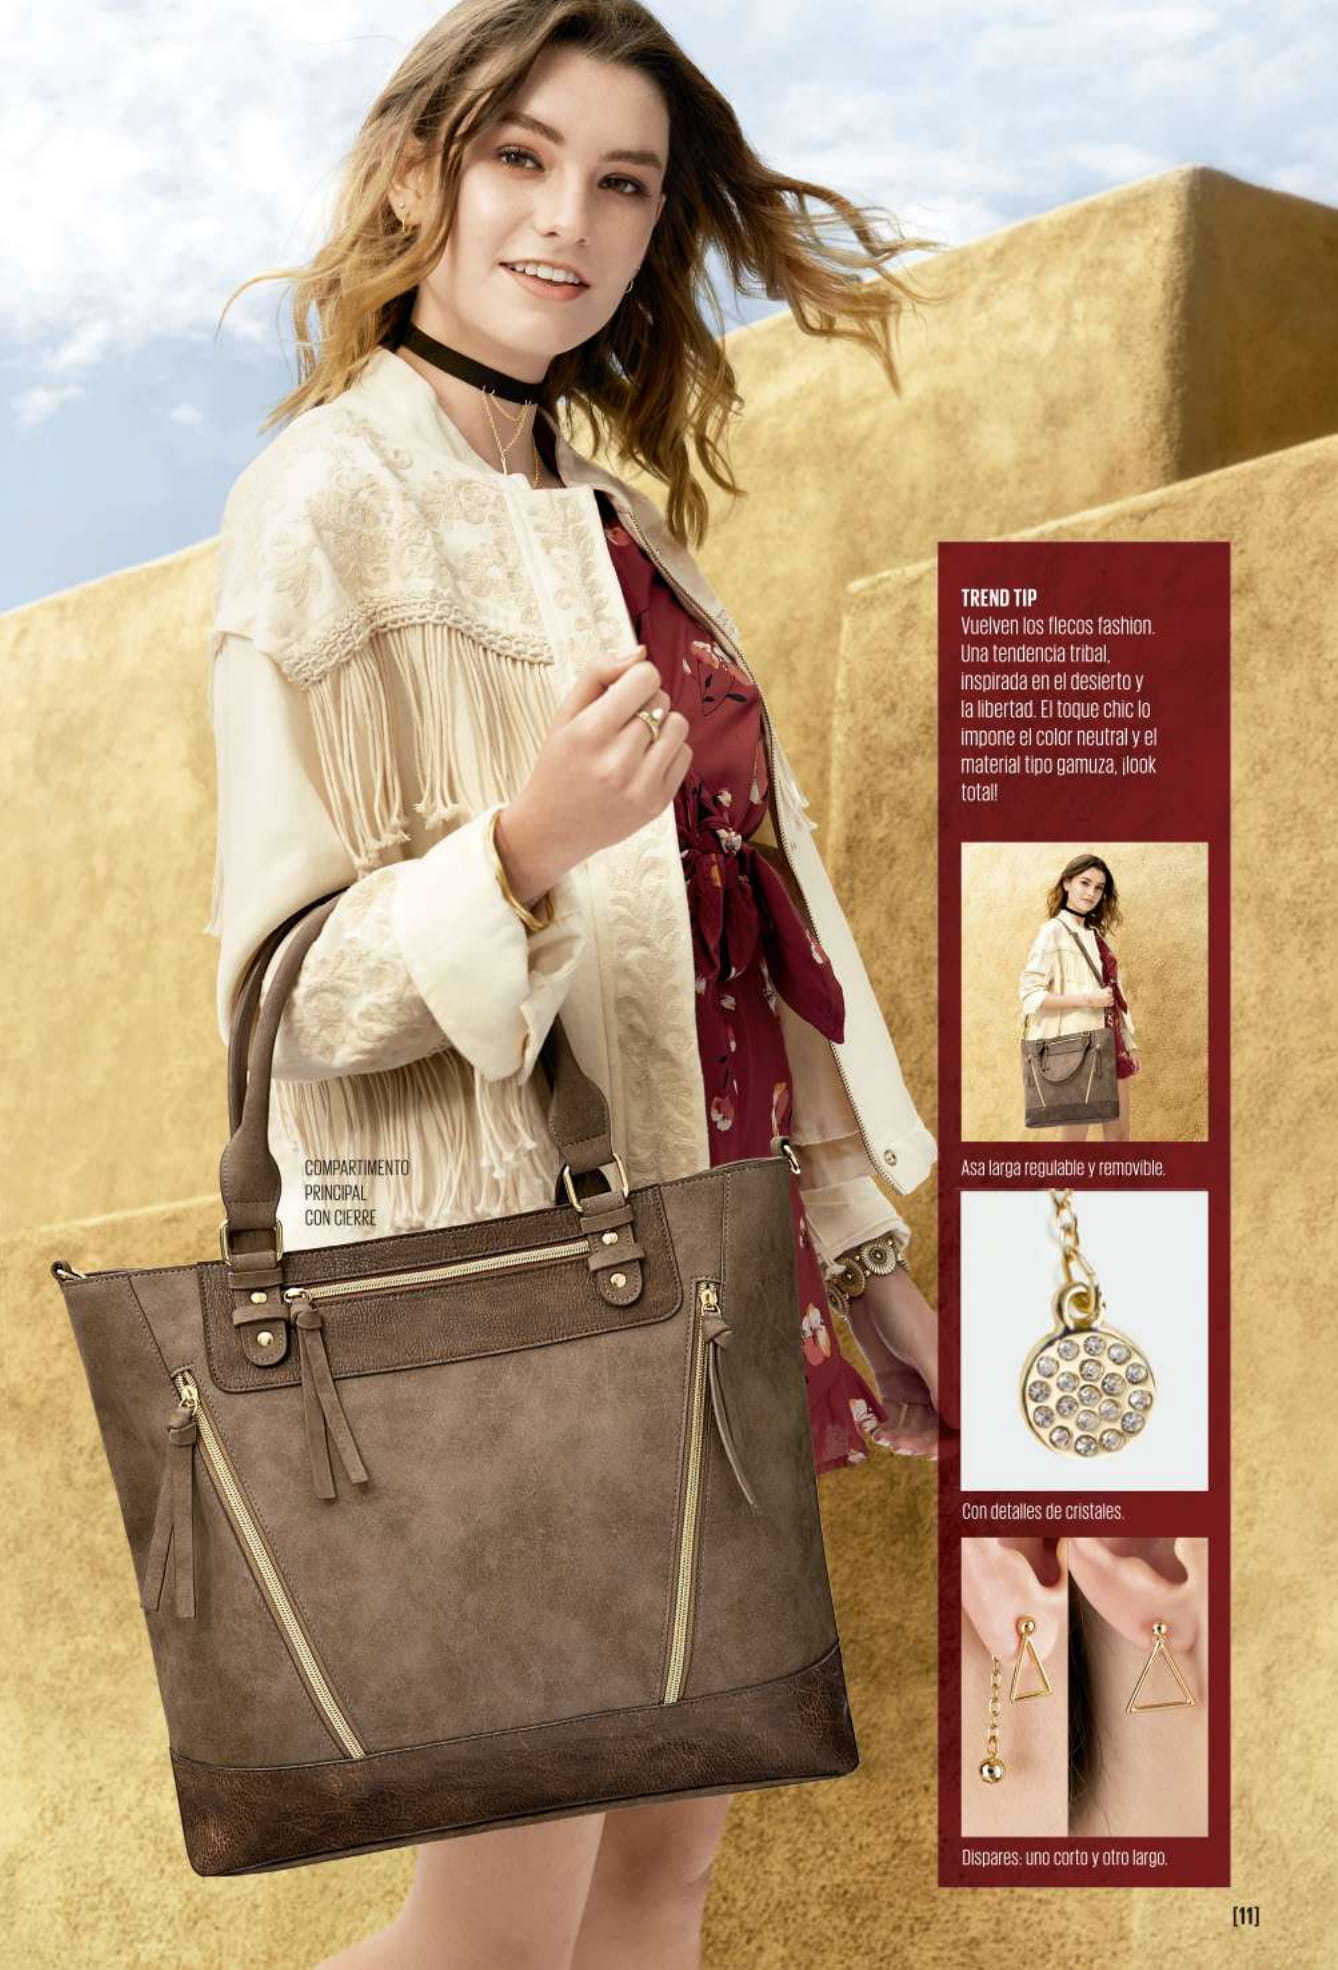 TREND TIP
Vuelven los flecos fashion.
Una tendencia tribal,
inspirada en el desierto y
la libertad. El toque chic lo
impone el color neutral y el
material tipo gamuza, ¡look
total!
COMPARTIMENTO
PRINCIPAL
CON CIERRE
Asa larga regulable y removible.
Con detalles de cristales.
Dispares: uno corto y otro largo.
[11]